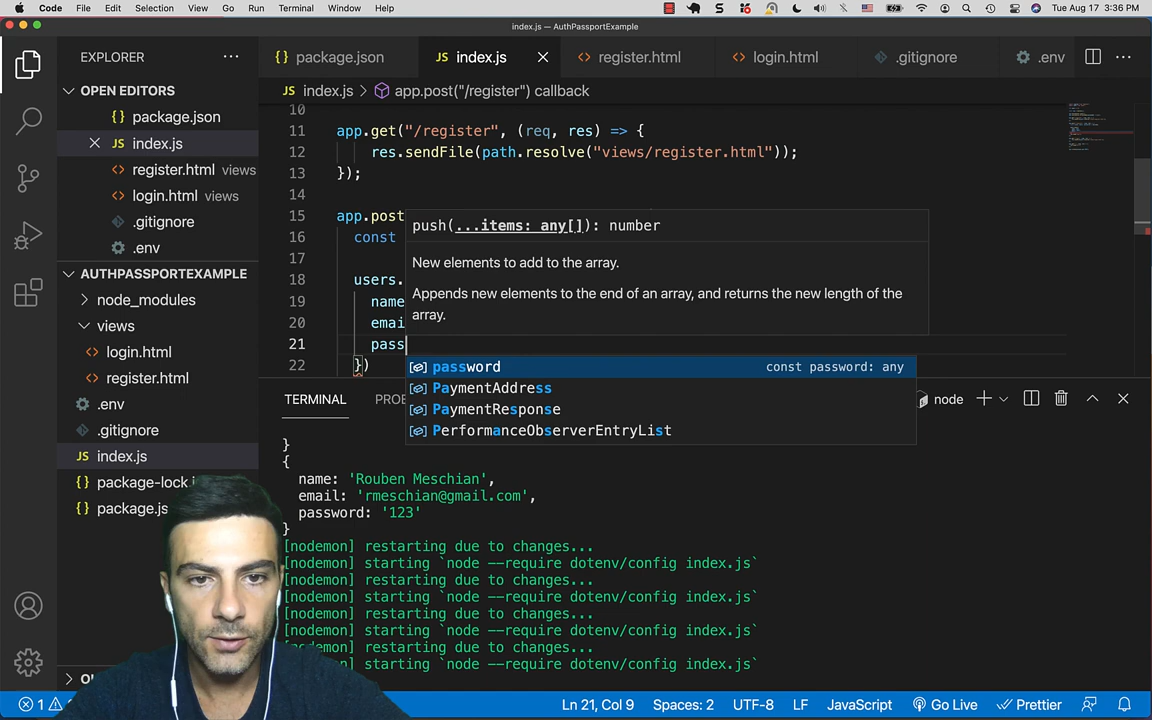 Code File Edit Selection View Go Run Terminal Window Help Tue Aug 17 3:36 PM
index.js — AuthPassportExample
EXPLORER
package.json index.js register.html login.html .gitignore .env
OPEN EDITORS
index.js > app.post("/register") callback
package.json
index.js
register.html views
login.html views
.gitignore
.env
AUTHPASSPORTEXAMPLE
node_modules
views
login.html
register.html
.env
.gitignore
index.js
package-lock.j
package.js
10
11 app.get("/register", (req, res) => {
12 res.sendFile(path.resolve("views/register.html"));
13 });
14
15 app.post
16 const
17
18 users.
19 name
20 emai
21 pass
22 })
push(...items: any[]): number
New elements to add to the array.
Appends new elements to the end of an array, and returns the new length of the
array.
password const password: any
PaymentAddress
PaymentResponse
PerformanceObserverEntryList
TERMINAL PRO node
}
{
name: 'Rouben Meschian',
email: 'rmeschian@gmail.com',
password: '123'
}
[nodemon] restarting due to changes...
[nodemon] starting `node --require dotenv/config index.js`
[nodemon] restarting due to changes...
[nodemon] starting `node --require dotenv/config index.js`
[nodemon] restarting due to changes...
[nodemon] starting `node --require dotenv/config index.js`
[nodemon] restarting due to changes...
[nodemon] starting `node --require dotenv/config index.js`
1 Ln 21, Col 9 Spaces: 2 UTF-8 LF JavaScript Go Live Prettier